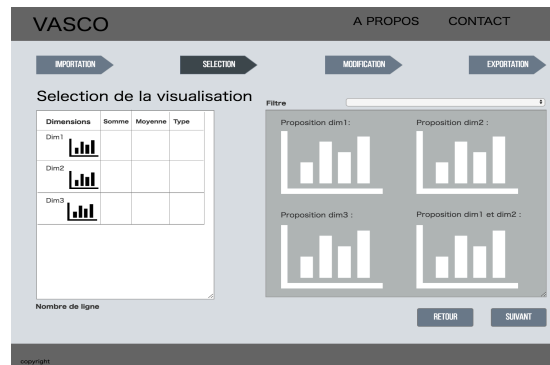 VASCO
A PROPOS CONTACT
IMPORTATION SELECTION MODIFICATION EXPORTATION
Selection de la visualisation
Filtre
Dimensions Somme Moyenne Type
Dim1
Dim2
Dim3
Nombre de ligne
Proposition dim1: Proposition dim2 :
Proposition dim3 : Proposition dim1 et dim2 :
RETOUR SUIVANT
copyright